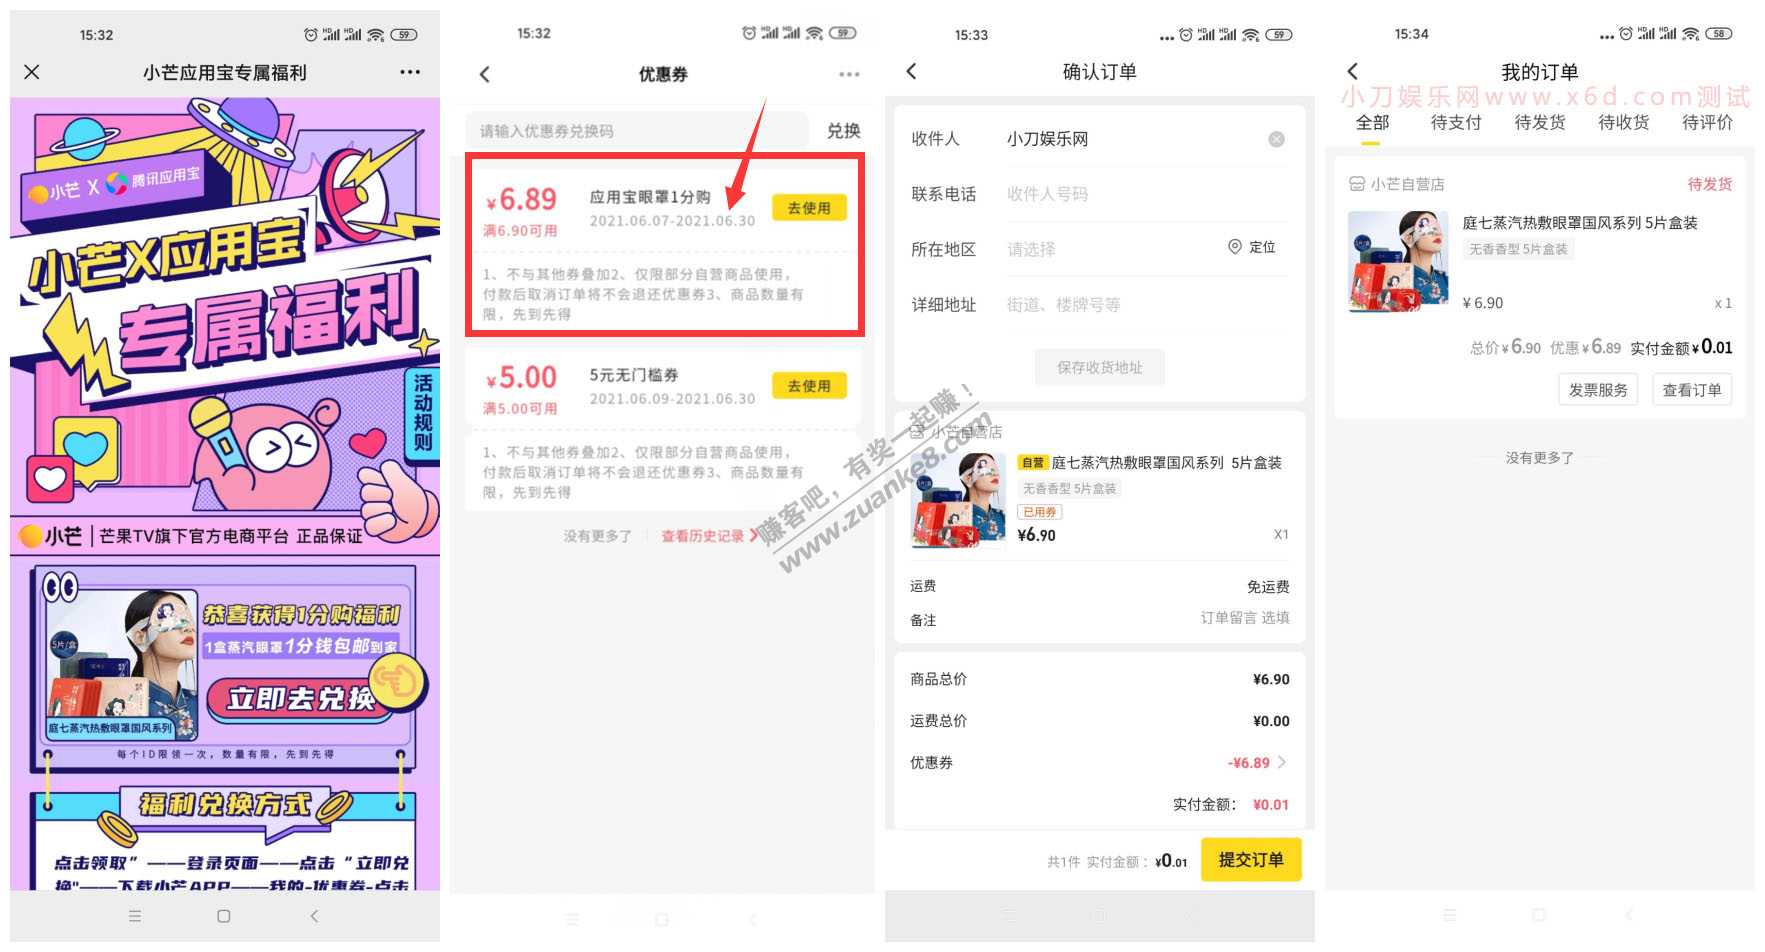 15:32
59
小芒应用宝专属福利
小芒 X 腾讯应用宝
小芒X应用宝
专属福利
活动规则
小芒 | 芒果TV旗下官方电商平台 正品保证
5片/盒
恭喜获得1分购福利
1盒蒸汽眼罩1分钱包邮到家
立即去兑换
庭七蒸汽热敷眼罩国风系列
每个ID限领一次，数量有限，先到先得
福利兑换方式
点击领取”——登录页面——点击“立即兑
换"——下载小芒APP——我的-优惠券-点击
15:32
59
优惠券
请输入优惠券兑换码
兑换
¥6.89
应用宝眼罩1分购
2021.06.07-2021.06.30
满6.90可用
去使用
1、不与其他券叠加2、仅限部分自营商品使用，
付款后取消订单将不会退还优惠券3、商品数量有
限，先到先得
¥5.00
5元无门槛券
2021.06.09-2021.06.30
满5.00可用
去使用
1、不与其他券叠加2、仅限部分自营商品使用，
付款后取消订单将不会退还优惠券3、商品数量有
限，先到先得
没有更多了
查看历史记录
赚客吧，有奖一起赚！
www.zuanke8.com
15:33
59
确认订单
收件人 小刀娱乐网
联系电话 收件人号码
所在地区 请选择 定位
详细地址 街道、楼牌号等
保存收货地址
小芒自营店
自营 庭七蒸汽热敷眼罩国风系列 5片盒装
无香香型 5片盒装
已用券
¥6.90 X1
运费 免运费
备注 订单留言 选填
商品总价 ¥6.90
运费总价 ¥0.00
优惠券 -¥6.89
实付金额： ¥0.01
共1件 实付金额：¥0.01
提交订单
15:34
58
我的订单
小刀娱乐网www.x6d.com测试
全部 待支付 待发货 待收货 待评价
小芒自营店 待发货
庭七蒸汽热敷眼罩国风系列 5片盒装
无香香型 5片盒装
¥ 6.90 x 1
总价 ¥ 6.90 优惠 ¥ 6.89 实付金额 ¥ 0.01
发票服务 查看订单
没有更多了